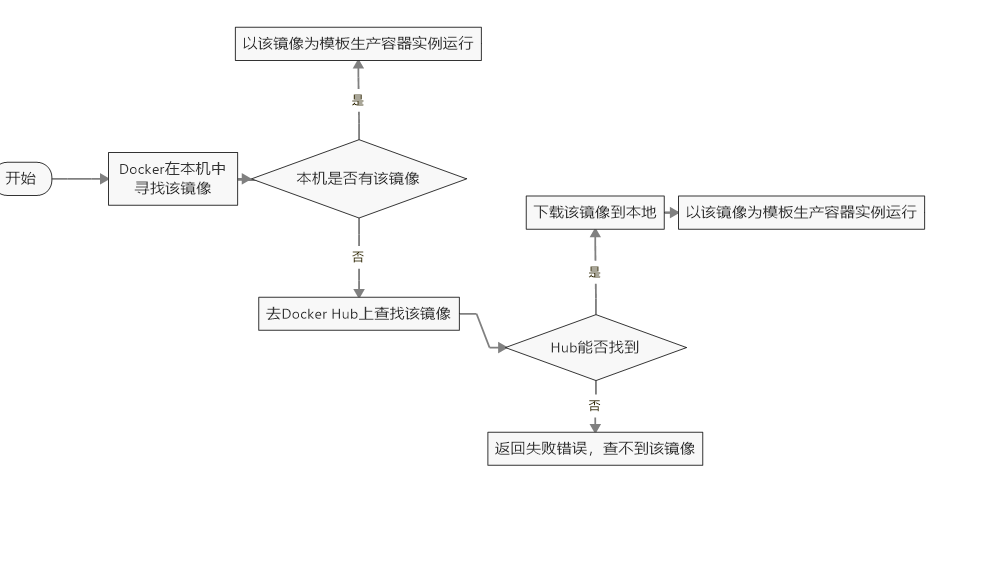 以该镜像为模板生产容器实例运行
是
开始
Docker在本机中
寻找该镜像
本机是否有该镜像
否
去Docker Hub上查找该镜像
下载该镜像到本地
以该镜像为模板生产容器实例运行
是
Hub能否找到
否
返回失败错误，查不到该镜像